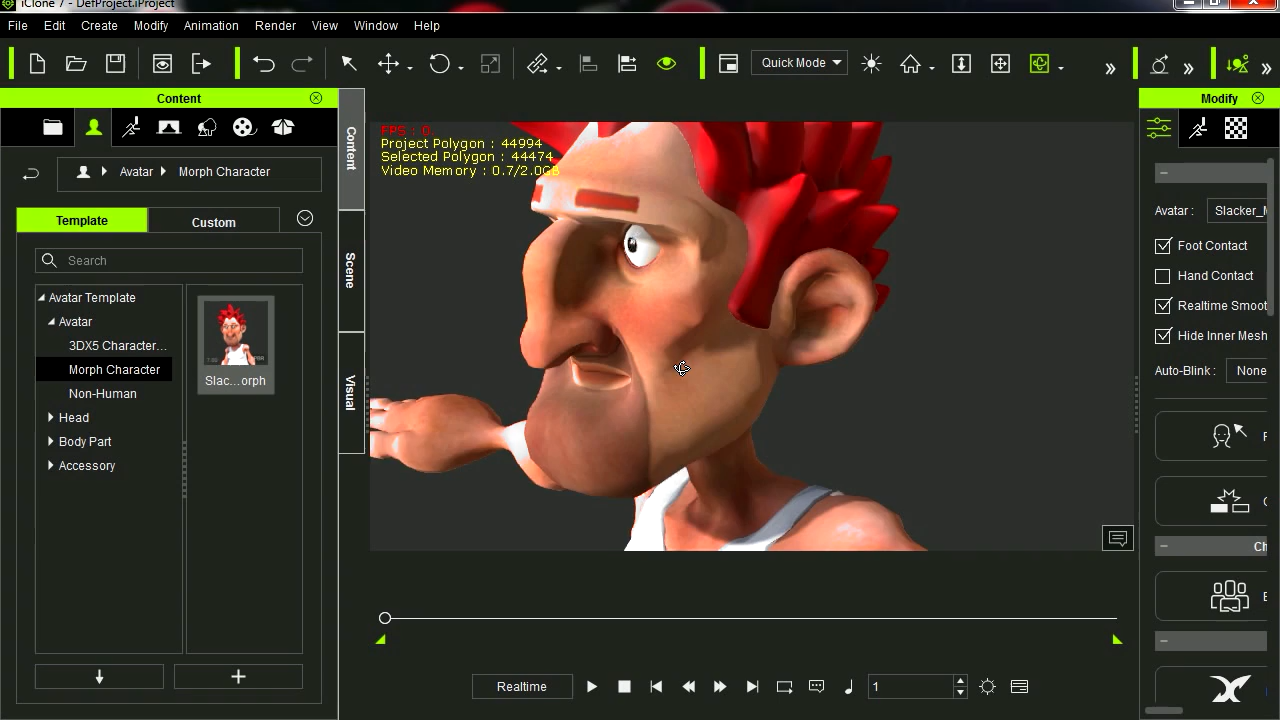 iClone 7 - DefProject.iProject
File Edit Create Modify Animation Render View Window Help
Quick Mode
Content
Avatar Morph Character
Template
Custom
Search
Avatar Template
Avatar
3DX5 Character...
Morph Character
Non-Human
Head
Body Part
Accessory
Slac...orph
Content
Scene
Visual
FPS : 0
Project Polygon : 44994
Selected Polygon : 44474
Video Memory : 0.7/2.0GB
Realtime
1
Modify
Avatar : Slacker_M
Foot Contact
Hand Contact
Realtime Smoot
Hide Inner Mesh
Auto-Blink : None
Ch